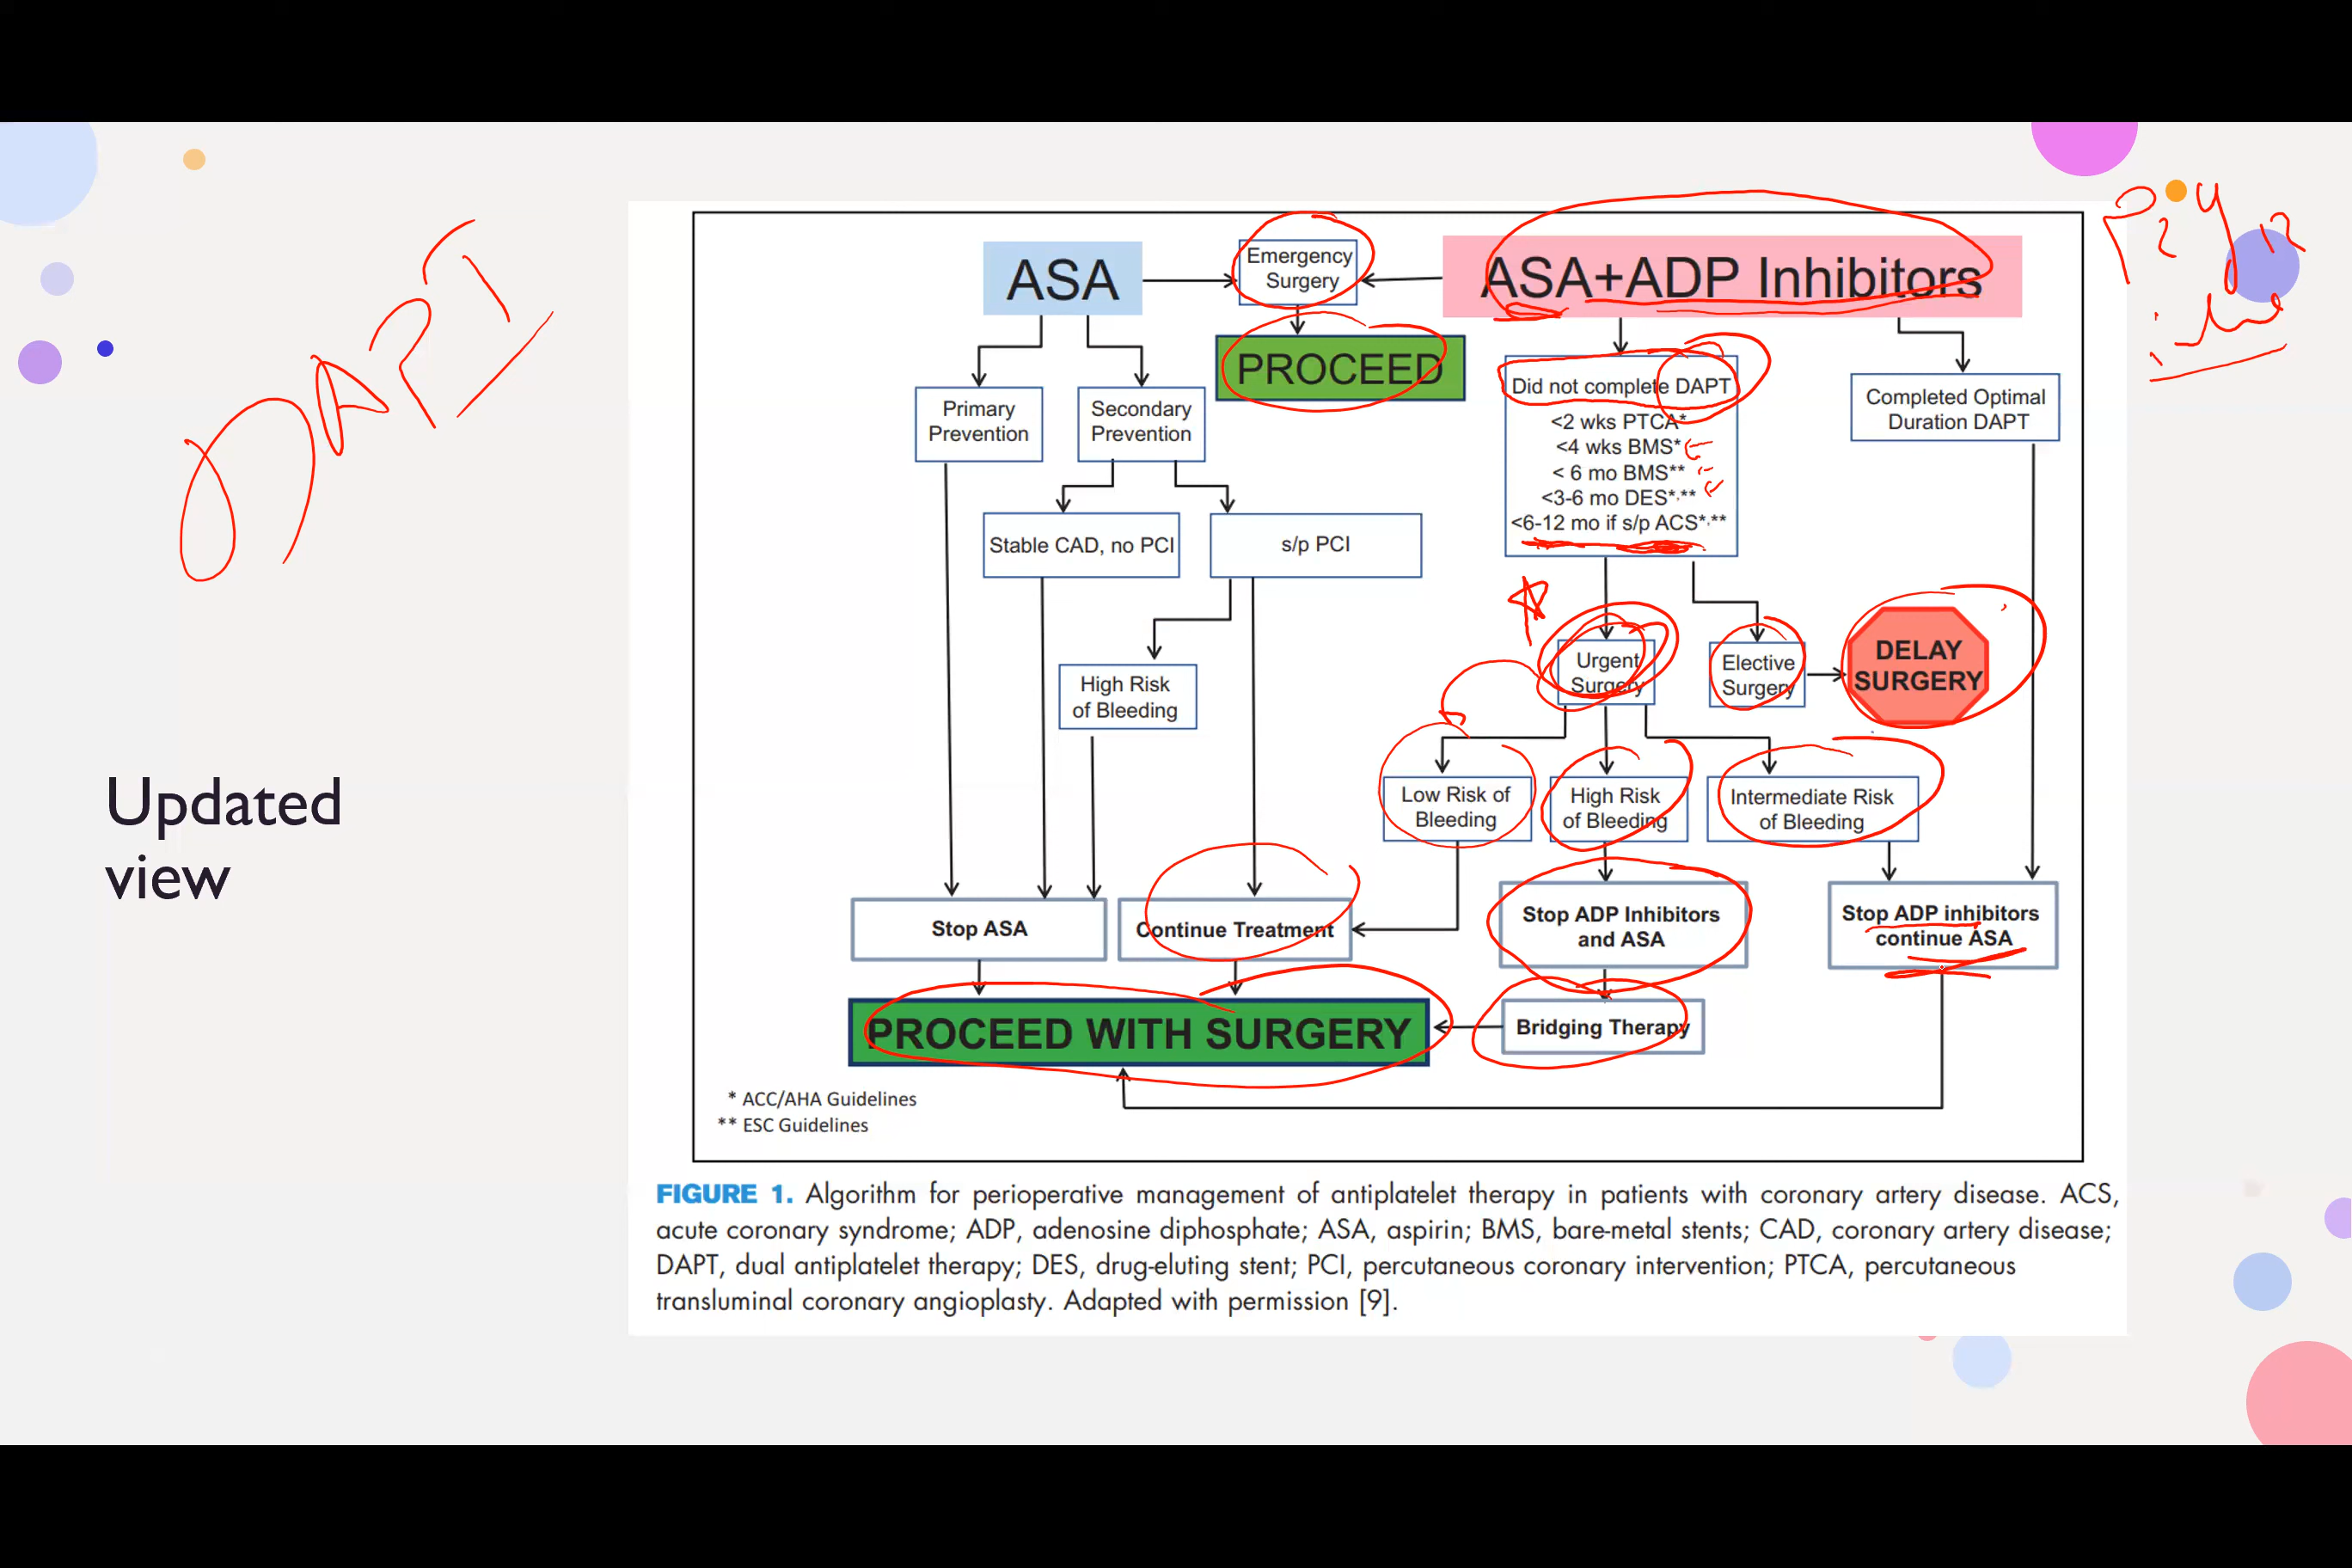 DAPT
P2Y12
Updated
view
ASA
Emergency
Surgery
ASA+ADP Inhibitors
PROCEED
Primary
Prevention
Secondary
Prevention
Did not complete DAPT
<2 wks PTCA*
<4 wks BMS*
< 6 mo BMS**
<3-6 mo DES*,**
<6-12 mo if s/p ACS*,**
Completed Optimal
Duration DAPT
Stable CAD, no PCI
s/p PCI
High Risk
of Bleeding
Urgent
Surgery
Elective
Surgery
DELAY
SURGERY
Low Risk of
Bleeding
High Risk
of Bleeding
Intermediate Risk
of Bleeding
Stop ASA
Continue Treatment
Stop ADP Inhibitors
and ASA
Stop ADP inhibitors
continue ASA
PROCEED WITH SURGERY
Bridging Therapy
* ACC/AHA Guidelines
** ESC Guidelines
FIGURE 1. Algorithm for perioperative management of antiplatelet therapy in patients with coronary artery disease. ACS,
acute coronary syndrome; ADP, adenosine diphosphate; ASA, aspirin; BMS, bare-metal stents; CAD, coronary artery disease;
DAPT, dual antiplatelet therapy; DES, drug-eluting stent; PCI, percutaneous coronary intervention; PTCA, percutaneous
transluminal coronary angioplasty. Adapted with permission [9].